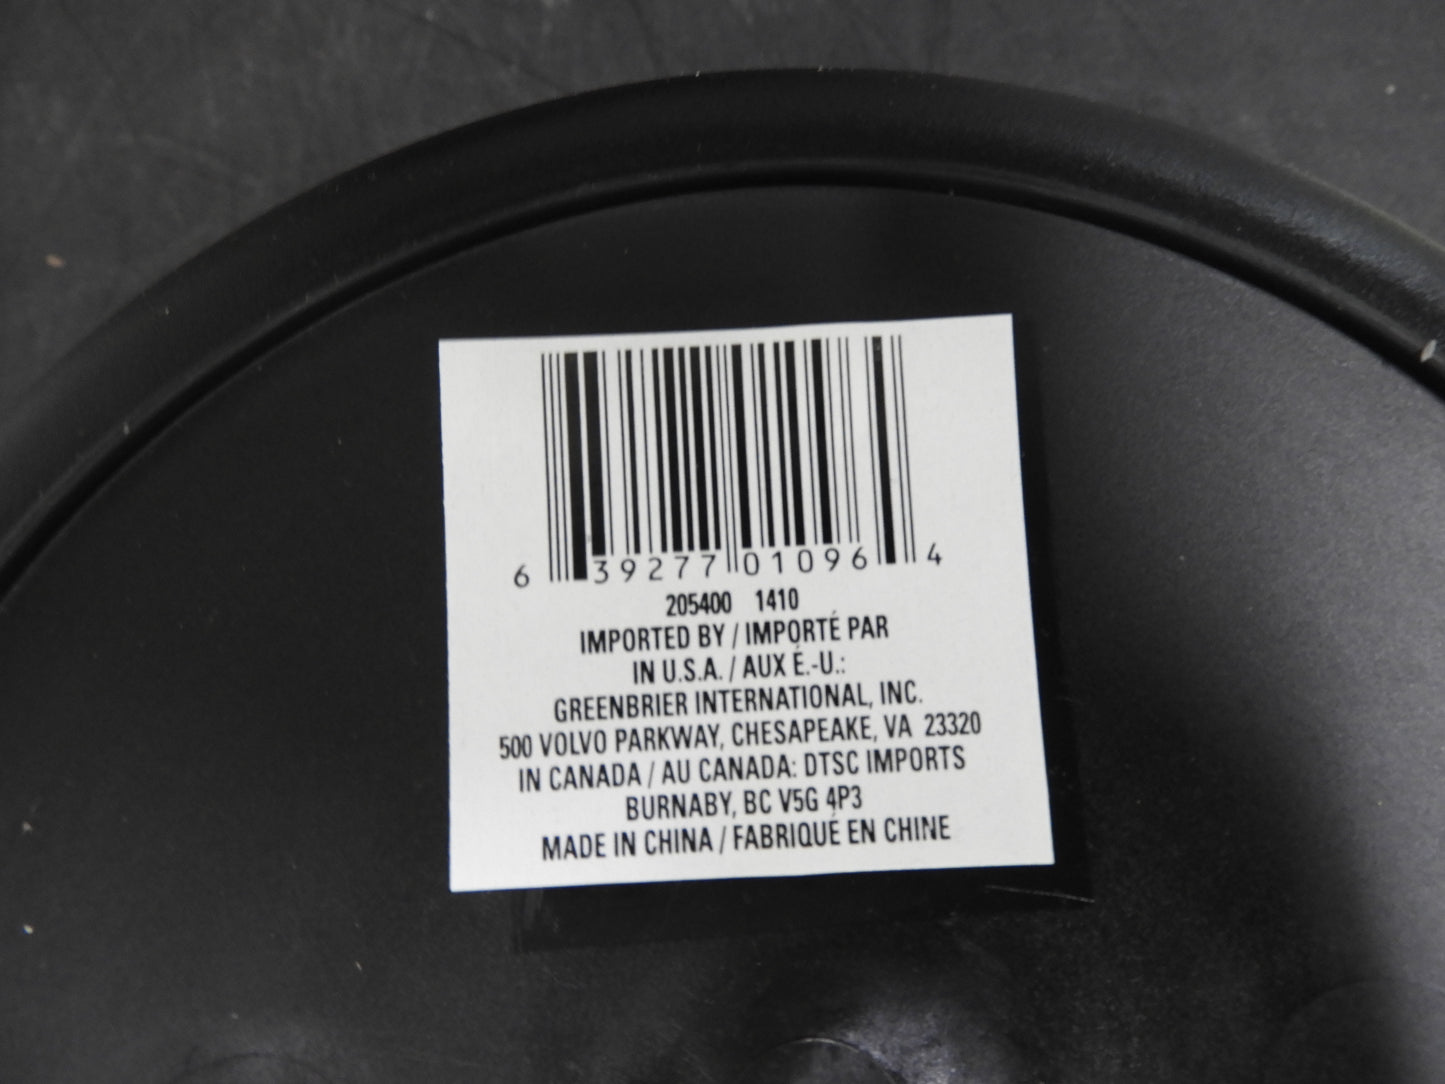 6 39277 01096 4
205400 1410
IMPORTED BY / IMPORTÉ PAR
IN U.S.A. / AUX É.-U.:
GREENBRIER INTERNATIONAL, INC.
500 VOLVO PARKWAY, CHESAPEAKE, VA 23320
IN CANADA / AU CANADA: DTSC IMPORTS
BURNABY, BC V5G 4P3
MADE IN CHINA / FABRIQUÉ EN CHINE